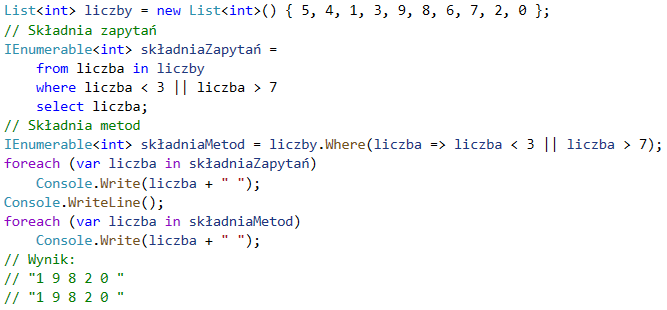 List<int> liczby = new List<int>() { 5, 4, 1, 3, 9, 8, 6, 7, 2, 0 };
// Składnia zapytań
IEnumerable<int> składniaZapytań =
    from liczba in liczby
    where liczba < 3 || liczba > 7
    select liczba;
// Składnia metod
IEnumerable<int> składniaMetod = liczby.Where(liczba => liczba < 3 || liczba > 7);
foreach (var liczba in składniaZapytań)
    Console.Write(liczba + " ");
Console.WriteLine();
foreach (var liczba in składniaMetod)
    Console.Write(liczba + " ");
// Wynik:
// "1 9 8 2 0 "
// "1 9 8 2 0 "